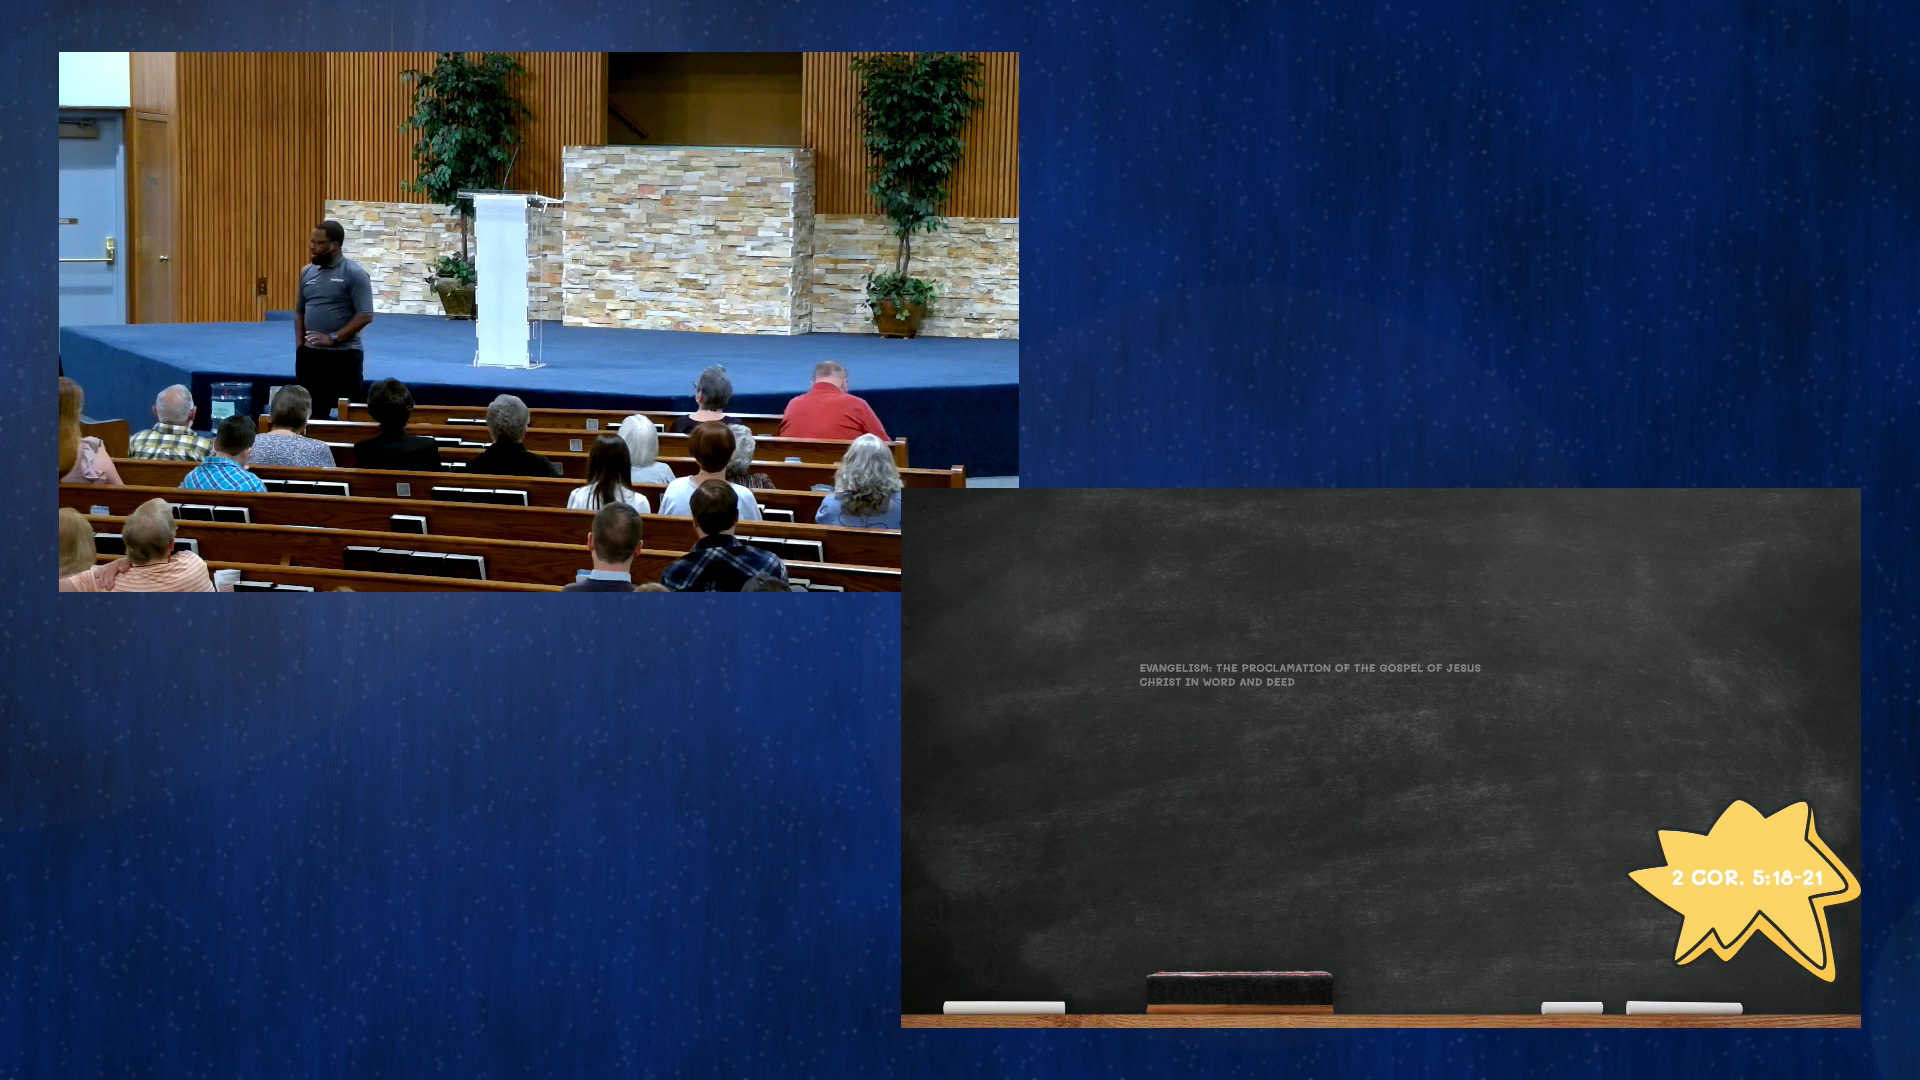 EVANGELISM: THE PROCLAMATION OF THE GOSPEL OF JESUS
CHRIST IN WORD AND DEED
2 COR. 5:18-21